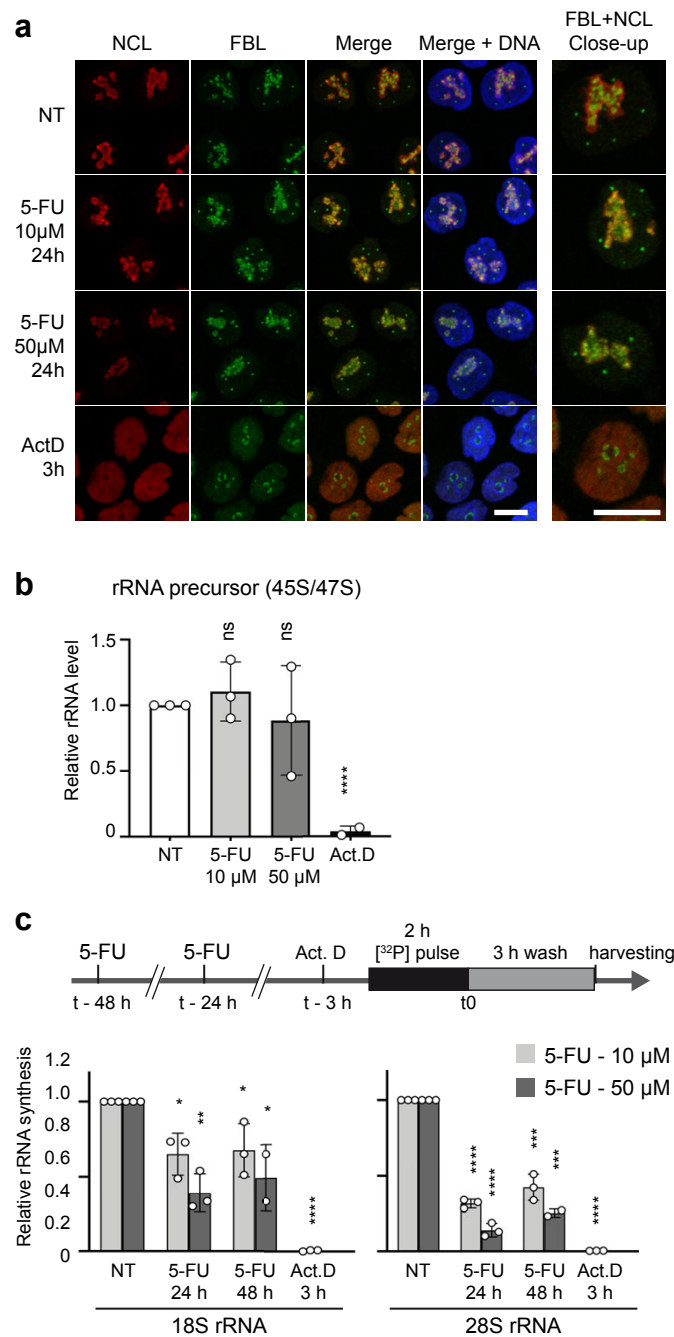 a
NCL FBL Merge Merge + DNA FBL+NCL
Close-up
NT
5-FU
10µM
24h
5-FU
50µM
24h
ActD
3h
b
rRNA precursor (45S/47S)
Relative rRNA level
1.5
1.0
0.5
0
ns
ns
****
NT 5-FU 5-FU Act.D
10 µM 50 µM
c
5-FU 5-FU Act. D 2 h
[³²P] pulse 3 h wash harvesting
t - 48 h t - 24 h t - 3 h t0
5-FU - 10 µM
5-FU - 50 µM
Relative rRNA synthesis
1.2
1.0
0.6
0.4
0
* ** * * ****
NT 5-FU 5-FU Act.D
24 h 48 h 3 h
18S rRNA
**** **** *** *** ****
NT 5-FU 5-FU Act.D
24 h 48 h 3 h
28S rRNA